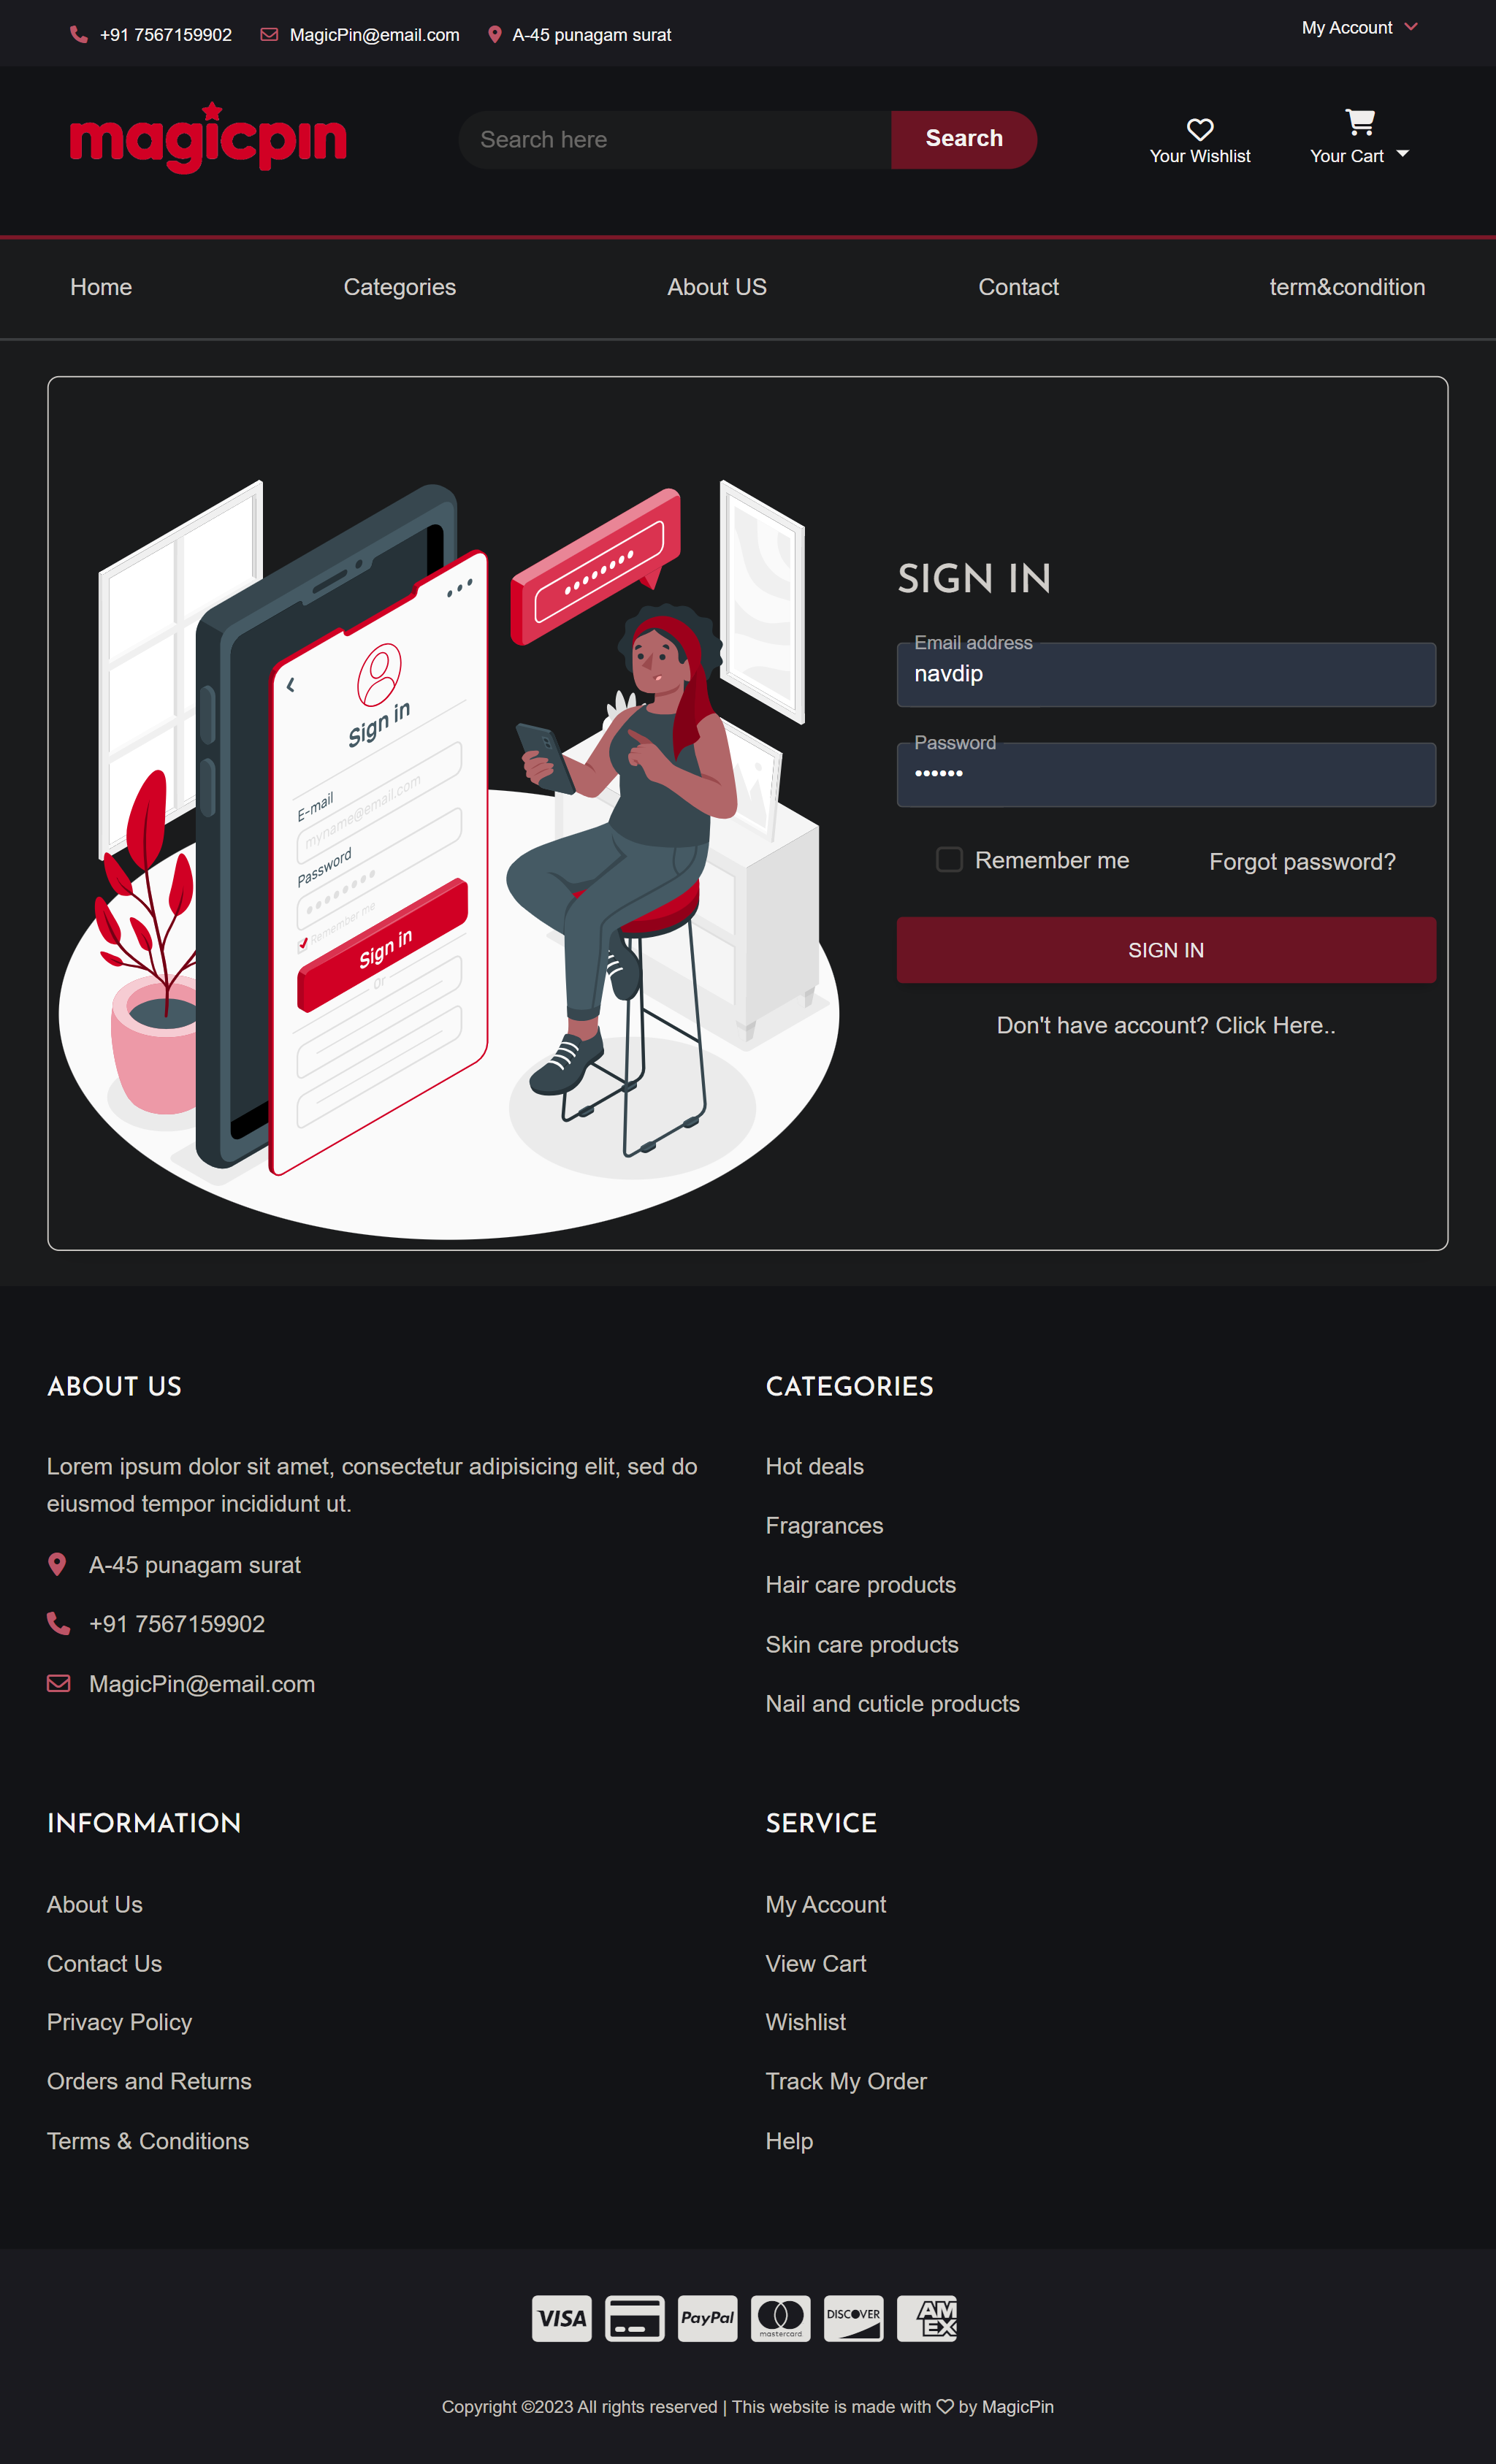 +91 7567159902 MagicPin@email.com A-45 punagam surat My Account
magicpin
Search here Search
Your Wishlist Your Cart
Home Categories About US Contact term&condition
Sign in
E-mail
myname@email.com
Password
Remember me
Sign in
or
SIGN IN
Email address
navdip
Password
••••••
Remember me Forgot password?
SIGN IN
Don't have account? Click Here..
ABOUT US
Lorem ipsum dolor sit amet, consectetur adipisicing elit, sed do
eiusmod tempor incididunt ut.
A-45 punagam surat
+91 7567159902
MagicPin@email.com
CATEGORIES
Hot deals
Fragrances
Hair care products
Skin care products
Nail and cuticle products
INFORMATION
About Us
Contact Us
Privacy Policy
Orders and Returns
Terms & Conditions
SERVICE
My Account
View Cart
Wishlist
Track My Order
Help
VISA PayPal mastercard DISCOVER AMEX
Copyright ©2023 All rights reserved | This website is made with ♡ by MagicPin